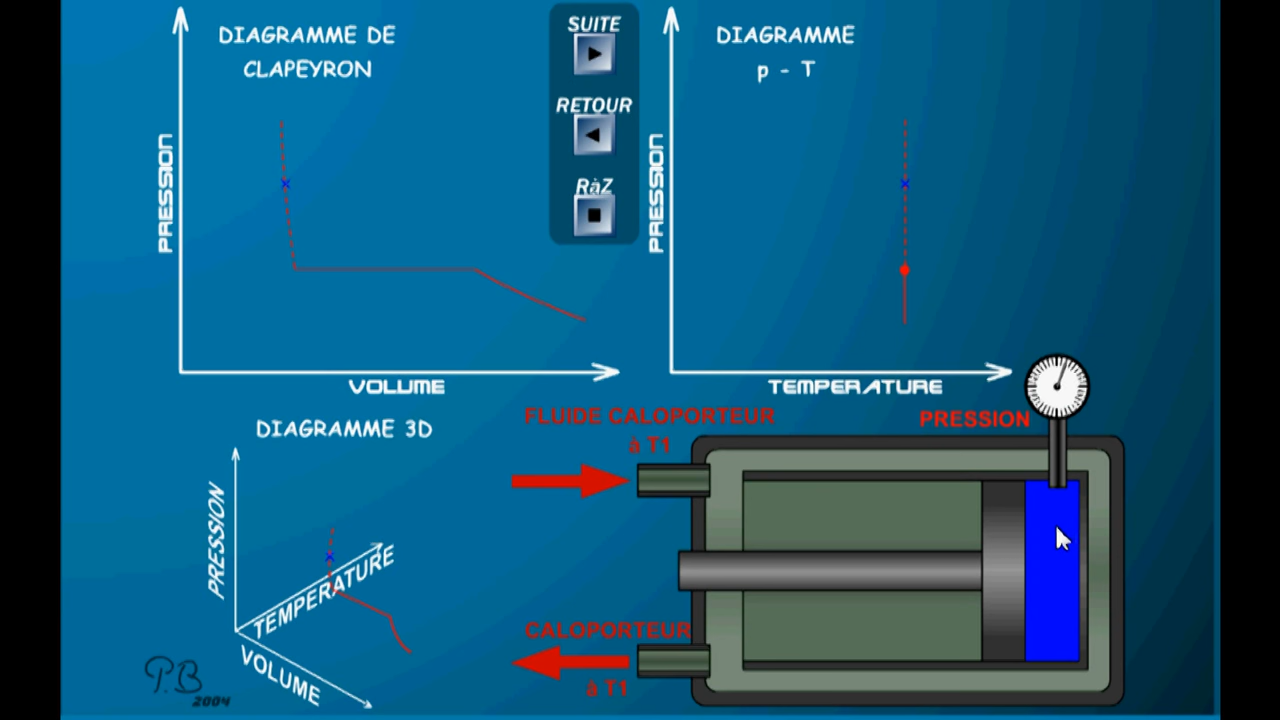 DIAGRAMME DE
CLAPEYRON
PRESSION
VOLUME
SUITE
RETOUR
RàZ
DIAGRAMME
p - T
PRESSION
TEMPERATURE
DIAGRAMME 3D
PRESSION
TEMPERATURE
VOLUME
P.B
2004
FLUIDE CALOPORTEUR
à T1
PRESSION
CALOPORTEUR
à T1